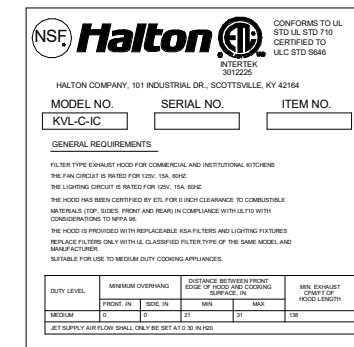 NSF
Halton
ETL
INTERTEK
3012225
CONFORMS TO UL
STD UL STD 710
CERTIFIED TO
ULC STD S646
HALTON COMPANY, 101 INDUSTRIAL DR., SCOTTSVILLE, KY 42164
MODEL NO. SERIAL NO. ITEM NO.
KVL-C-IC
GENERAL REQUIREMENTS
FILTER TYPE EXHAUST HOOD FOR COMMERCIAL AND INSTITUTIONAL KITCHENS
THE FAN CIRCUIT IS RATED FOR 125V, 15A, 60HZ.
THE LIGHTING CIRCUIT IS RATED FOR 125V, 15A, 60HZ.
THE HOOD HAS BEEN CERTIFIED BY ETL FOR 0 INCH CLEARANCE TO COMBUSTIBLE
MATERIALS (TOP, SIDES, FRONT AND REAR) IN COMPLIANCE WITH UL710 WITH
CONSIDERATIONS TO NFPA 96.
THE HOOD IS PROVIDED WITH REPLACEABLE KSA FILTERS AND LIGHTING FIXTURES
REPLACE FILTERS ONLY WITH UL CLASSIFIED FILTER TYPE OF THE SAME MODEL AND
MANUFACTURER.
SUITABLE FOR USE TO MEDIUM DUTY COOKING APPLIANCES.
DUTY LEVEL
MINIMUM OVERHANG
FRONT, IN SIDE, IN
DISTANCE BETWEEN FRONT
EDGE OF HOOD AND COOKING
SURFACE, IN
MIN MAX
MIN. EXHAUST
CFM/FT OF
HOOD LENGTH
MEDIUM 0 0 21 31 138
JET SUPPLY AIR FLOW SHALL ONLY BE SET AT 0.30 IN H20